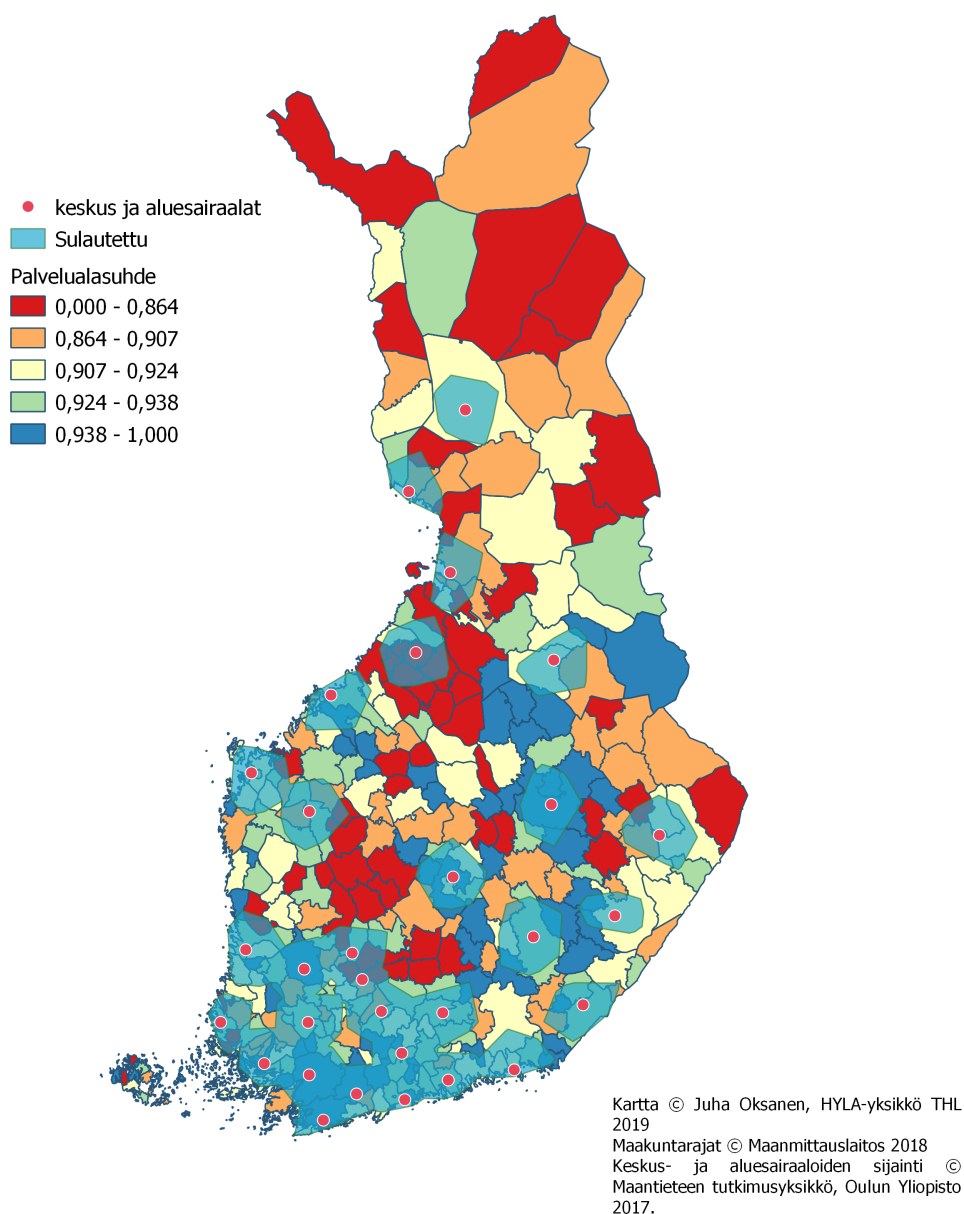 keskus ja aluesairaalat
Sulautettu
Palvelualasuhde
0,000 - 0,864
0,864 - 0,907
0,907 - 0,924
0,924 - 0,938
0,938 - 1,000
Kartta © Juha Oksanen, HYLA-yksikkö THL
2019
Maakuntarajat © Maanmittauslaitos 2018
Keskus- ja aluesairaaloiden sijainti ©
Maantieteen tutkimusyksikkö, Oulun Yliopisto
2017.